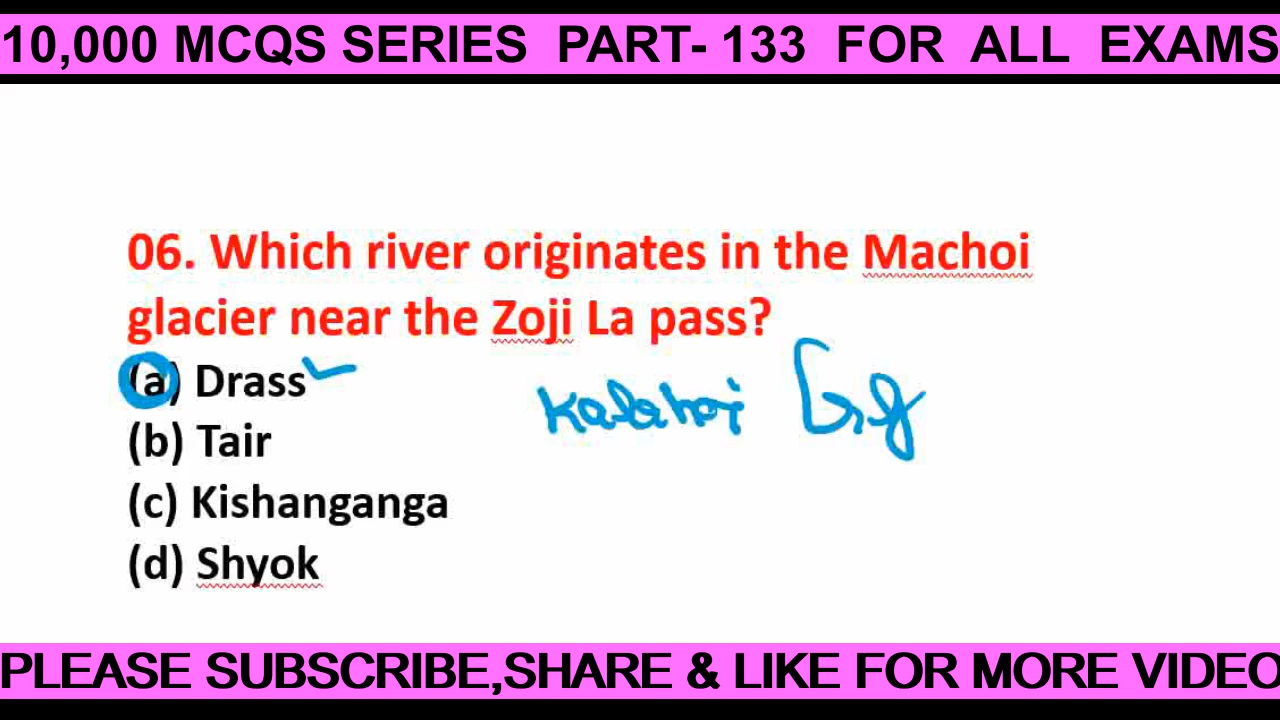 10,000 MCQS SERIES PART- 133 FOR ALL EXAMS
06. Which river originates in the Machoi
glacier near the Zoji La pass?
(a) Drass
Kolahoi
(b) Tair
(c) Kishanganga
(d) Shyok
PLEASE SUBSCRIBE,SHARE & LIKE FOR MORE VIDEO